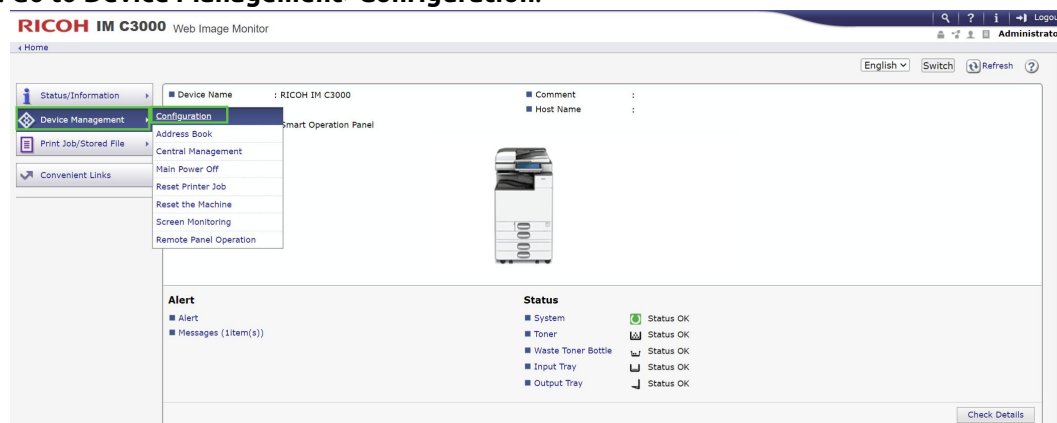 Go to Device Management> Configuration.
RICOH IM C3000 Web Image Monitor
? i Logou
Administrato
Home
English Switch Refresh ?
Status/Information
Device Management
Print Job/Stored File
Convenient Links
Configuration
Address Book
Central Management
Main Power Off
Reset Printer Job
Reset the Machine
Screen Monitoring
Remote Panel Operation
Device Name : RICOH IM C3000
Smart Operation Panel
Comment :
Host Name :
Alert
Alert
Messages (1item(s))
Status
System Status OK
Toner Status OK
Waste Toner Bottle Status OK
Input Tray Status OK
Output Tray Status OK
Check Details